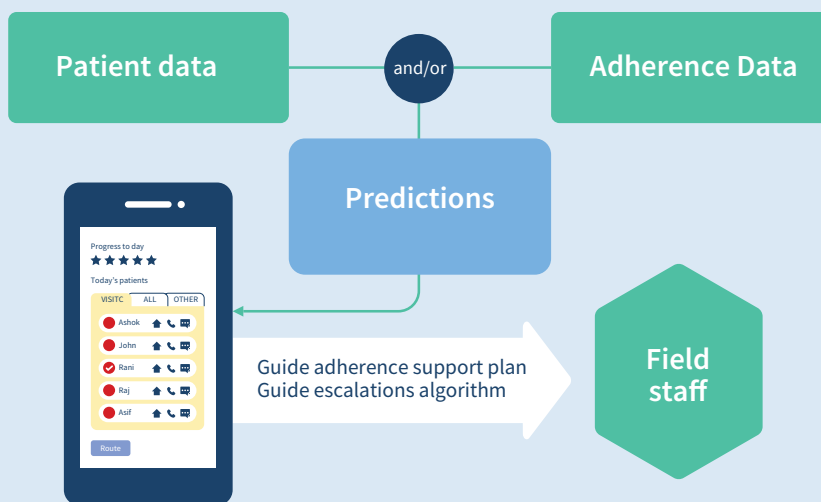 Patient data
and/or
Adherence Data
Predictions
Progress to day
Today's patients
VISITC ALL OTHER
Ashok
John
Rani
Raj
Asif
Route
Guide adherence support plan
Guide escalations algorithm
Field
staff